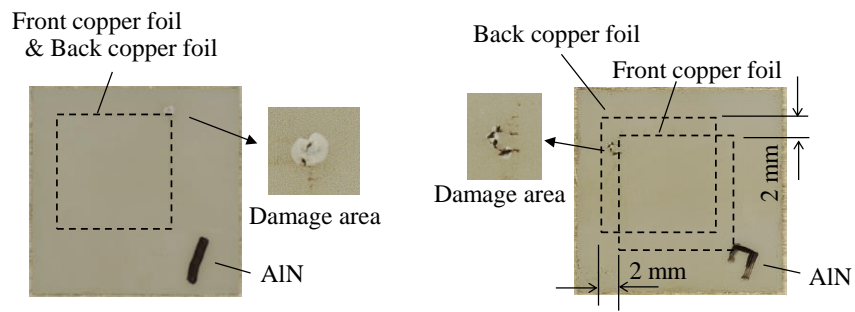 Front copper foil
& Back copper foil
Damage area
AlN
Back copper foil
Front copper foil
Damage area
2 mm
2 mm
AlN